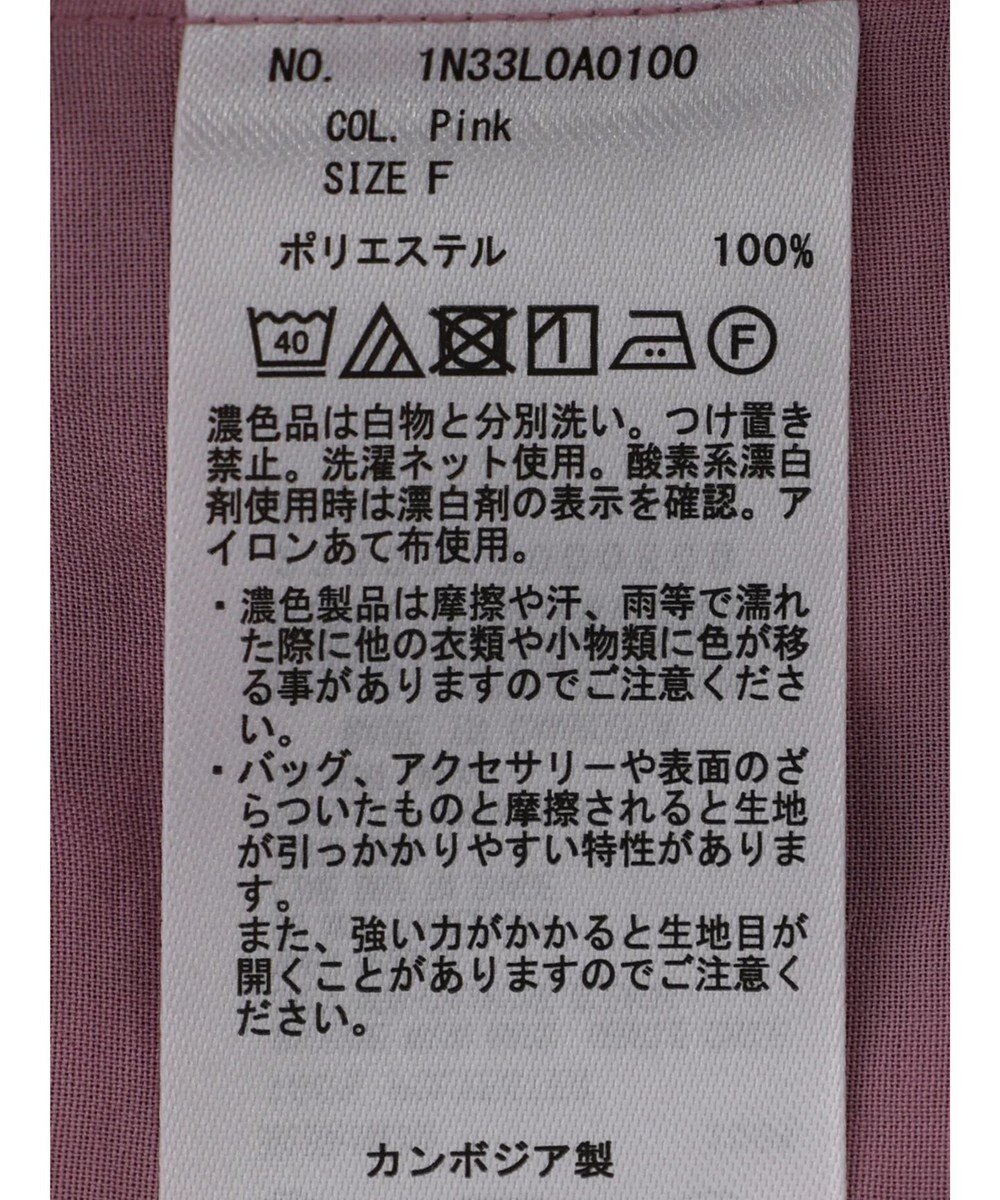 NO. 1N33L0A0100
COL. Pink
SIZE F
ポリエステル 100%
40 F
濃色品は白物と分別洗い。つけ置き
禁止。洗濯ネット使用。酸素系漂白
剤使用時は漂白剤の表示を確認。ア
イロンあて布使用。
・濃色製品は摩擦や汗、雨等で濡れ
た際に他の衣類や小物類に色が移
る事がありますのでご注意くださ
い。
・バッグ、アクセサリーや表面のざ
らついたものと摩擦されると生地
が引っかかりやすい特性がありま
す。
また、強い力がかかると生地目が
開くことがありますのでご注意く
ださい。
カンボジア製